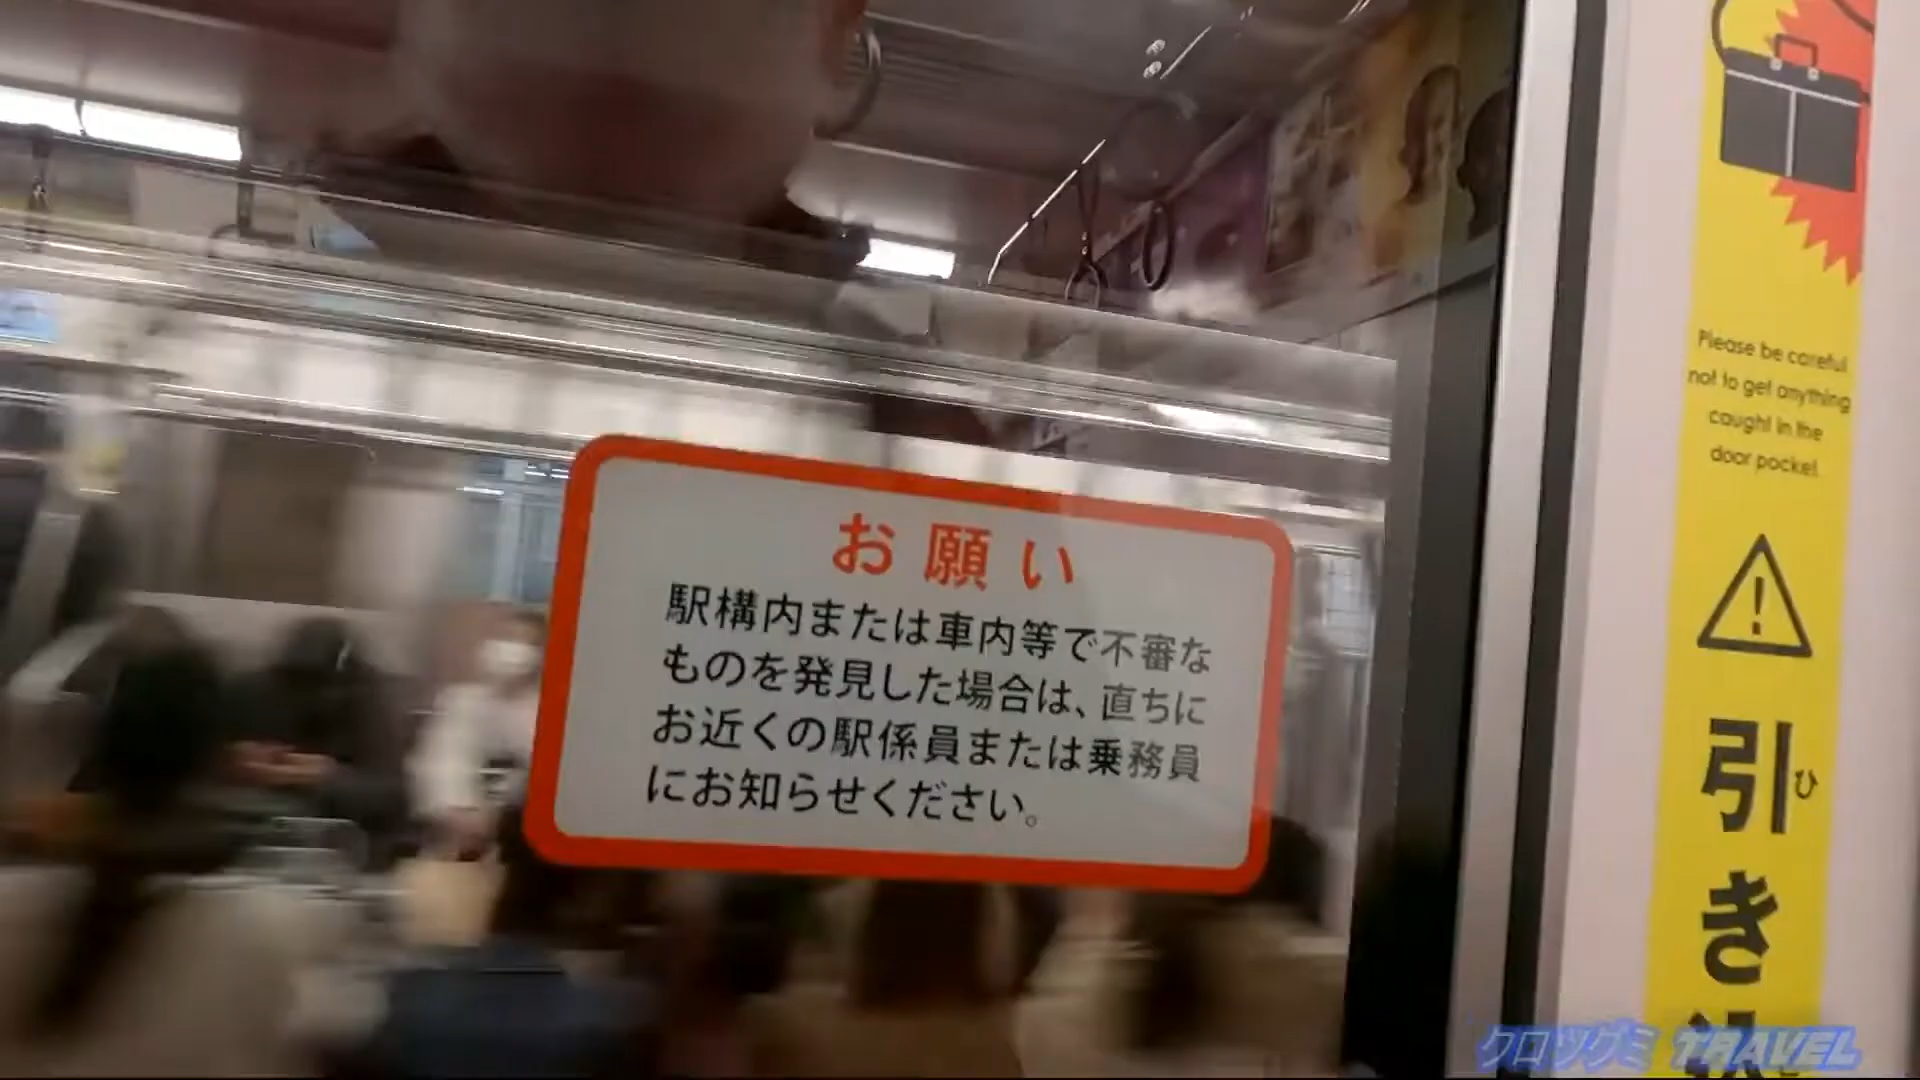 お願い
駅構内または車内等で不審な
ものを発見した場合は、直ちに
お近くの駅係員または乗務員
にお知らせください。
Please be careful
not to get anything
caught in the
door pocket.
引き
ひ
クロツグミ TRAVEL